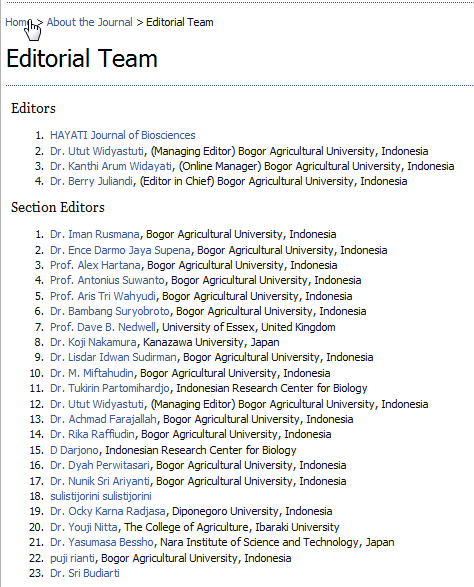 Home > About the Journal > Editorial Team
Editorial Team
Editors
1. HAYATI Journal of Biosciences
2. Dr. Utut Widyastuti, (Managing Editor) Bogor Agricultural University, Indonesia
3. Dr. Kanthi Arum Widayati, (Online Manager) Bogor Agricultural University, Indonesia
4. Dr. Berry Juliandi, (Editor in Chief) Bogor Agricultural University, Indonesia
Section Editors
1. Dr. Iman Rusmana, Bogor Agricultural University, Indonesia
2. Dr. Ence Darmo Jaya Supena, Bogor Agricultural University, Indonesia
3. Prof. Alex Hartana, Bogor Agricultural University, Indonesia
4. Prof. Antonius Suwanto, Bogor Agricultural University, Indonesia
5. Prof. Aris Tri Wahyudi, Bogor Agricultural University, Indonesia
6. Dr. Bambang Suryobroto, Bogor Agricultural University, Indonesia
7. Prof. Dave B. Nedwell, University of Essex, United Kingdom
8. Dr. Koji Nakamura, Kanazawa University, Japan
9. Dr. Lisdar Idwan Sudirman, Bogor Agricultural University, Indonesia
10. Dr. M. Miftahudin, Bogor Agricultural University, Indonesia
11. Dr. Tukirin Partomihardjo, Indonesian Research Center for Biology
12. Dr. Utut Widyastuti, (Managing Editor) Bogor Agricultural University, Indonesia
13. Dr. Achmad Farajallah, Bogor Agricultural University, Indonesia
14. Dr. Rika Raffiudin, Bogor Agricultural University, Indonesia
15. D Darjono, Indonesian Research Center for Biology
16. Dr. Dyah Perwitasari, Bogor Agricultural University, Indonesia
17. Dr. Nunik Sri Ariyanti, Bogor Agricultural University, Indonesia
18. sulistijorini sulistijorini
19. Dr. Ocky Karna Radjasa, Diponegoro University, Indonesia
20. Dr. Youji Nitta, The College of Agriculture, Ibaraki University
21. Dr. Yasumasa Bessho, Nara Institute of Science and Technology, Japan
22. puji rianti, Bogor Agricultural University, Indonesia
23. Dr. Sri Budiarti